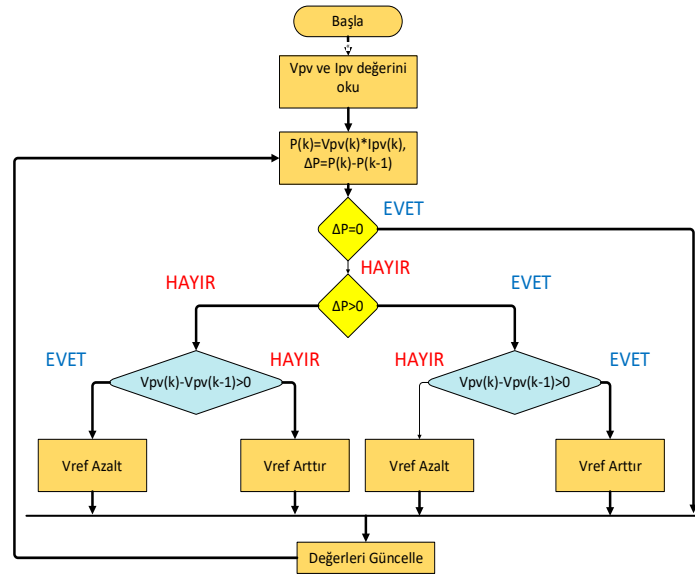 Başla
Vpv ve Ipv değerini
oku
P(k)=Vpv(k)*Ipv(k),
ΔP=P(k)-P(k-1)
EVET
ΔP=0
HAYIR
HAYIR
EVET
ΔP>0
EVET
HAYIR
HAYIR
EVET
Vpv(k)-Vpv(k-1)>0
Vpv(k)-Vpv(k-1)>0
Vref Azalt
Vref Arttır
Vref Azalt
Vref Arttır
Değerleri Güncelle